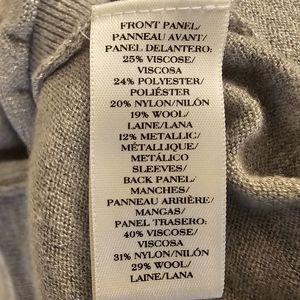 FRONT PANEL/
PANNEAU AVANT/
PANEL DELANTERO:
25% VISCOSE/
VISCOSA
24% POLYESTER/
POLIÉSTER
20% NYLON/NILÓN
19% WOOL/
LAINE/LANA
12% METALLIC/
MÉTALLIQUE/
METÁLICO
SLEEVES/
BACK PANEL/
MANCHES/
PANNEAU ARRIÈRE/
MANGAS/
PANEL TRASERO:
40% VISCOSE/
VISCOSA
31% NYLON/NILÓN
29% WOOL/
LAINE/LANA